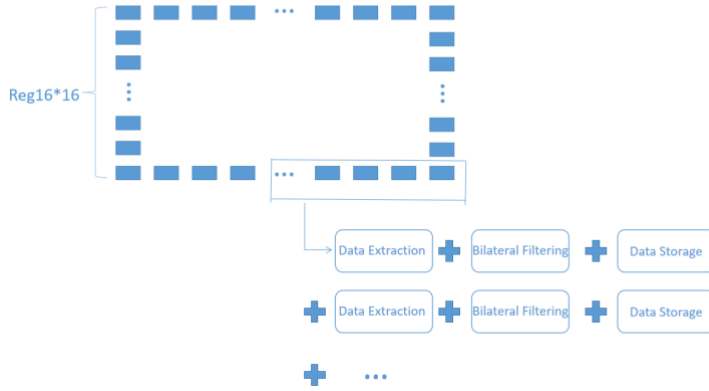 Reg16*16
Data Extraction Bilateral Filtering Data Storage
Data Extraction Bilateral Filtering Data Storage
...